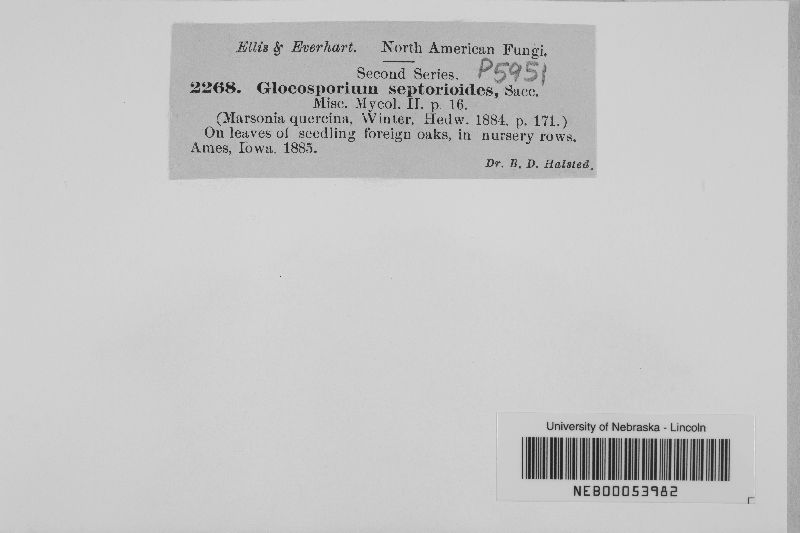 Ellis & Everhart. North American Fungi.
Second Series. P5951
2268. Glocosporium septorioides, Sacc.
Misc. Mycol. II. p. 16.
(Marsonia quercina, Winter, Hedw. 1884, p. 171.)
On leaves of seedling foreign oaks, in nursery rows.
Ames, Iowa. 1885.
Dr. B. D. Halsted.
University of Nebraska - Lincoln
NEB00053982